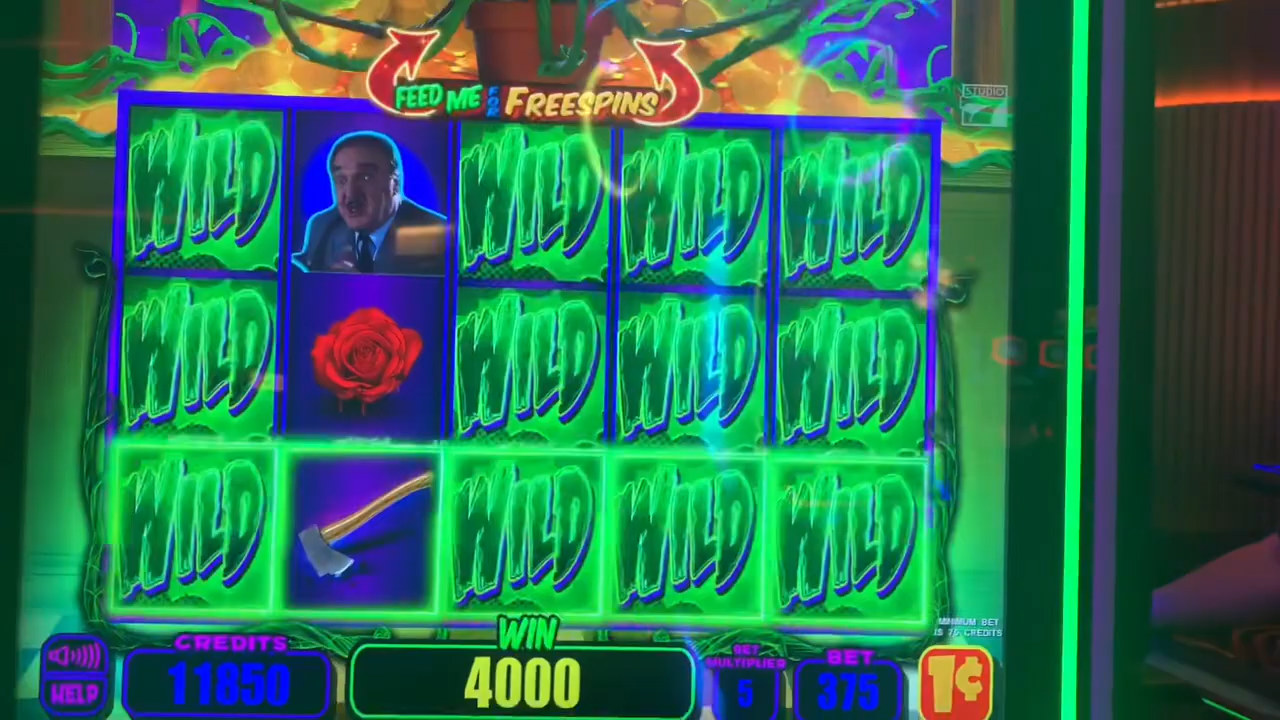 FEED ME FOR FREESPINS
STUDIO
WILD WILD WILD WILD
WILD WILD WILD WILD
WILD WILD WILD WILD
MINIMUM BET
IS 75 CREDITS
CREDITS WIN BET MULTIPLIER BET
HELP 11850 4000 5 375 1¢